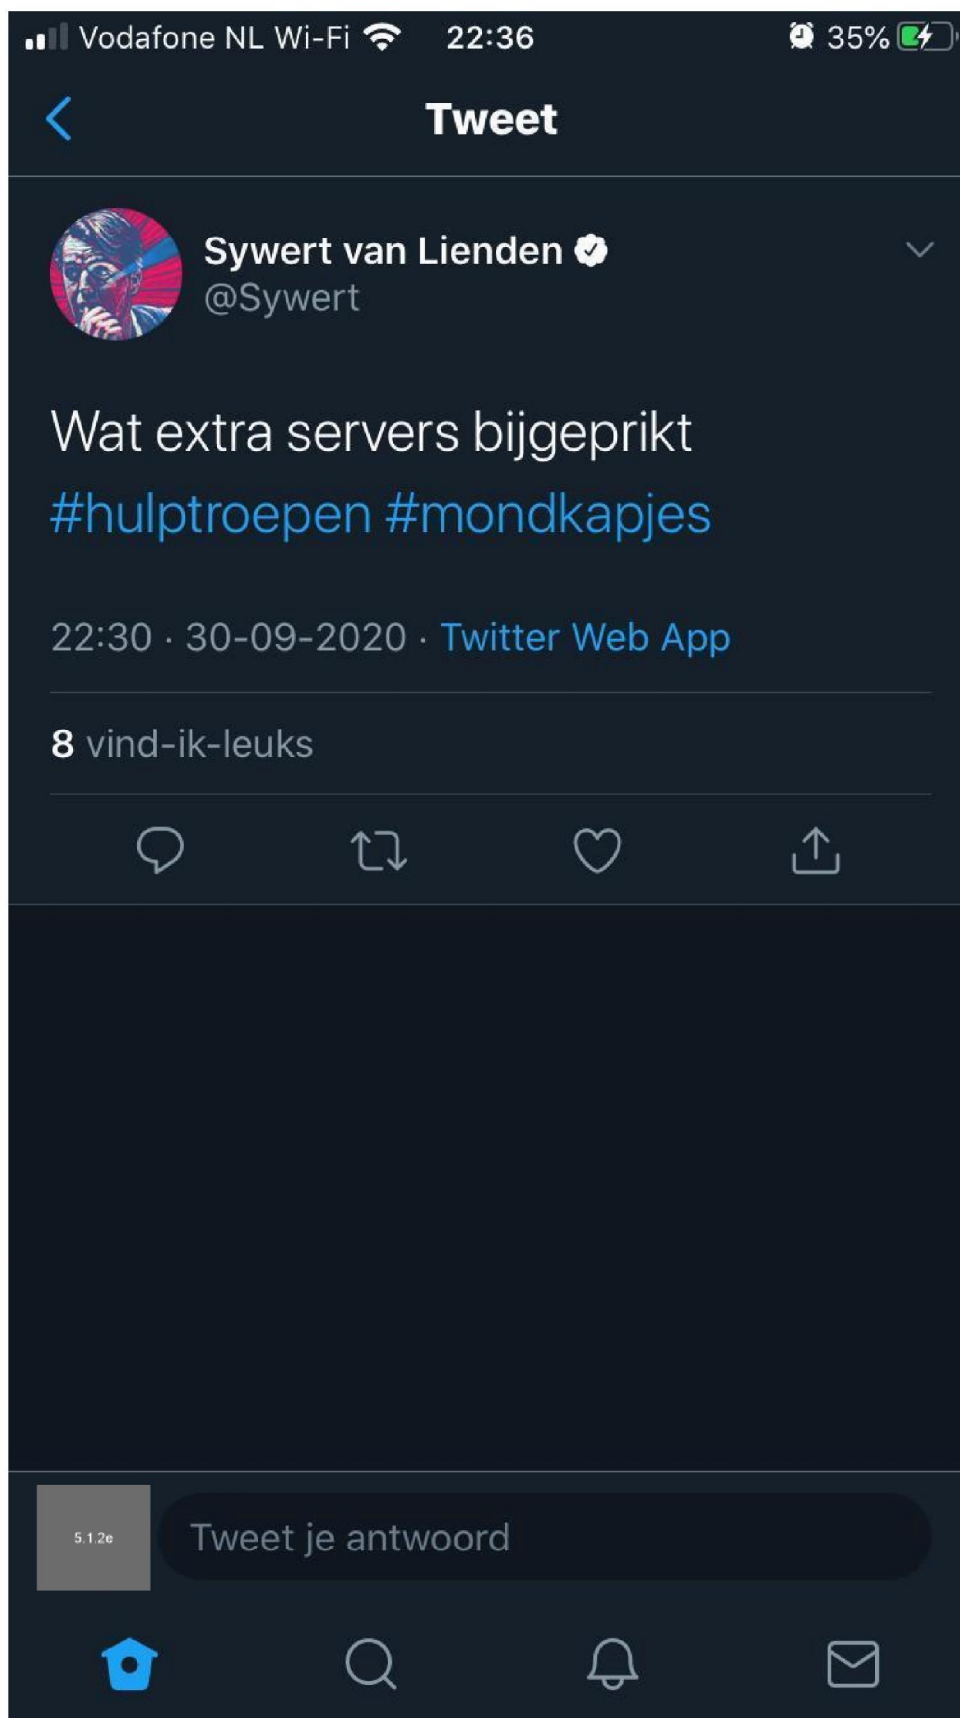 Vodafone NL Wi-Fi 22:36 35%
Tweet
Sywert van Lienden
@Sywert
Wat extra servers bijgeprikt
#hulptroepen #mondkapjes
22:30 · 30-09-2020 · Twitter Web App
8 vind-ik-leuks
5.1.2e
Tweet je antwoord